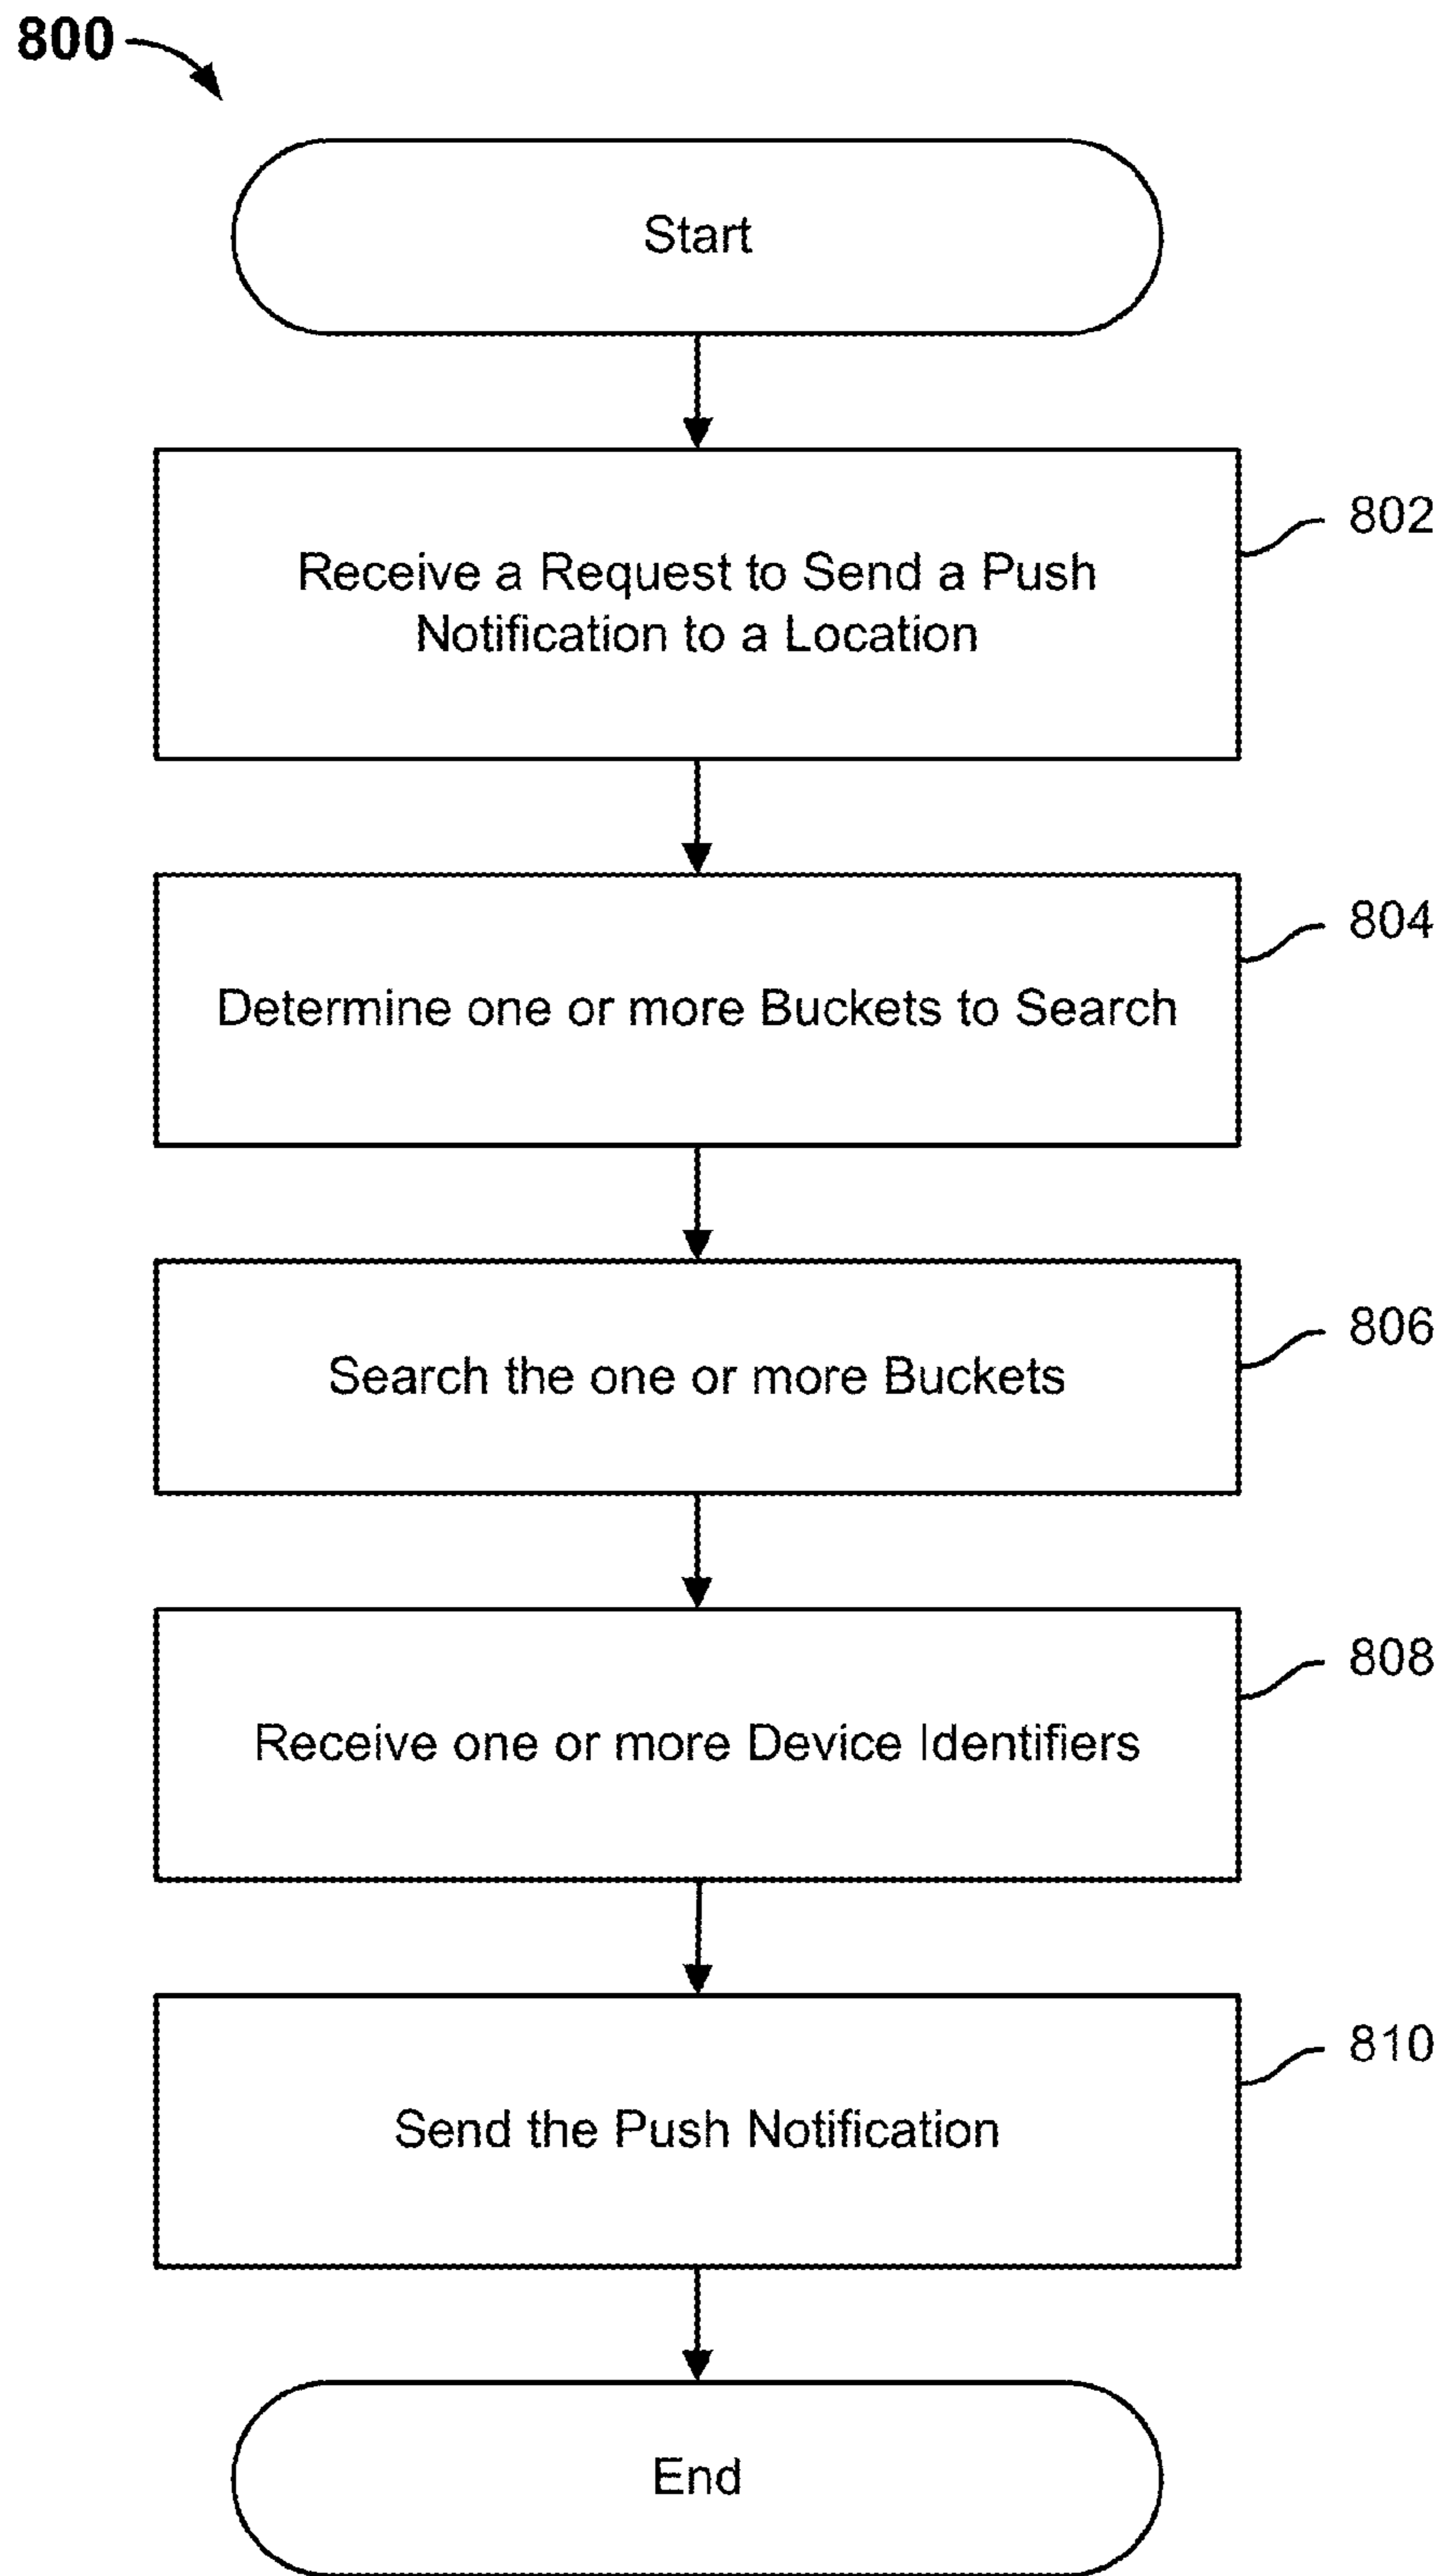 800
Start
Receive a Request to Send a Push
Notification to a Location
802
Determine one or more Buckets to Search
804
Search the one or more Buckets
806
Receive one or more Device Identifiers
808
Send the Push Notification
810
End